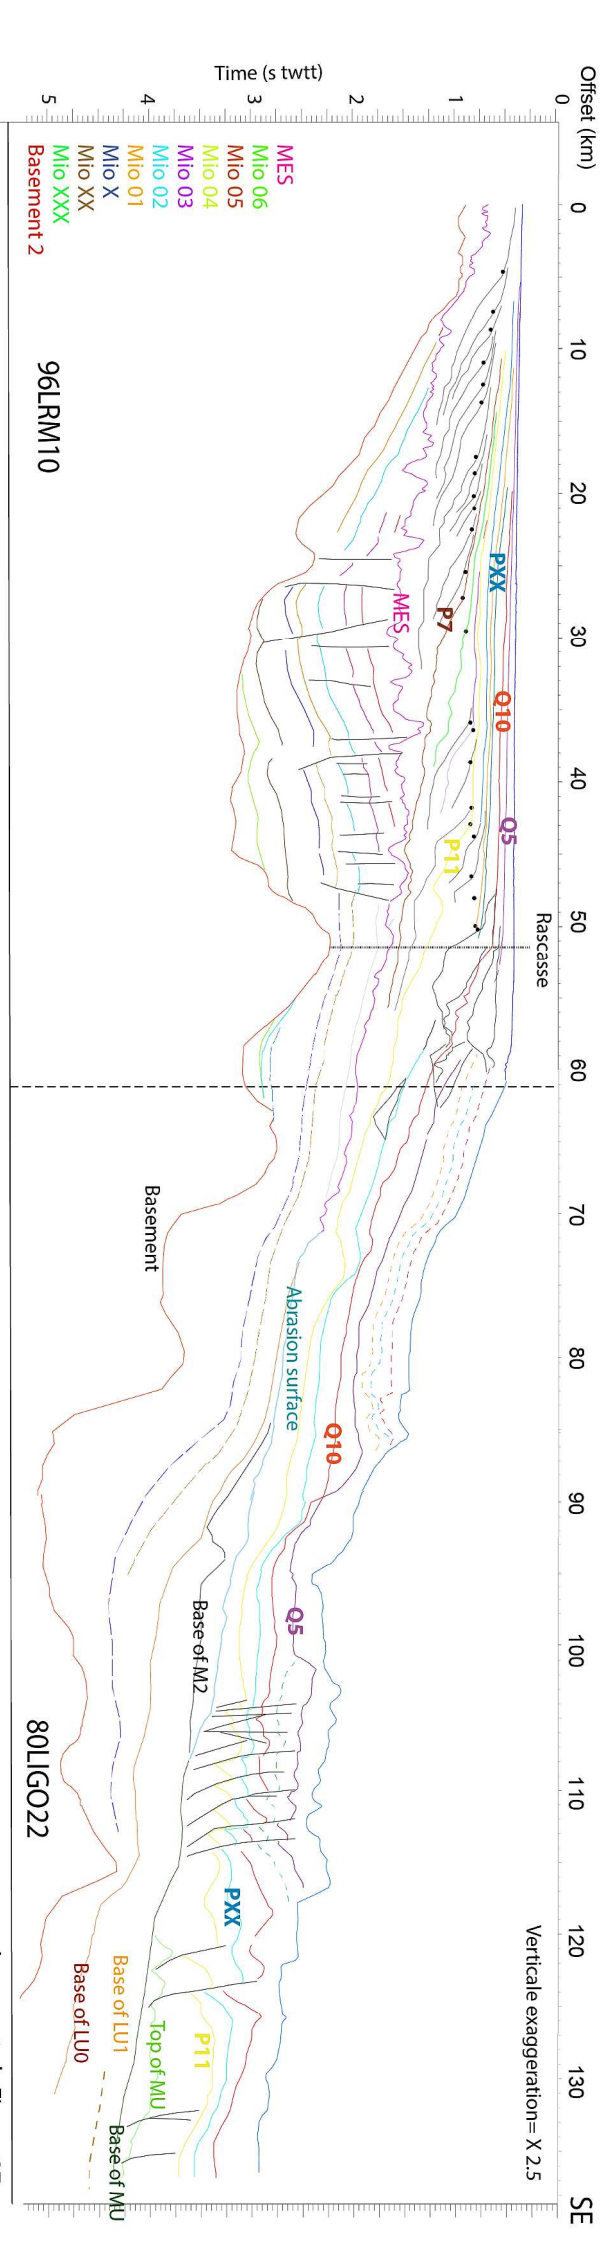 Offset (km)
0
10
20
30
40
50
60
70
80
90
100
110
120
130
SE
Time (s twtt)
0
1
2
3
4
5
Verticale exaggeration= X 2.5
Rascasse
PXX
Q10
Q5
P7
P11
MES
MES
Mio 06
Mio 05
Mio 04
Mio 03
Mio 02
Mio 01
Mio X
Mio XX
Mio XXX
Basement 2
Abrasion surface
Q10
Q5
PXX
P11
Basement
Base of M2
Top of MU
Base of LU1
Base of MU
Base of LU0
96LRM10
80LIGO22